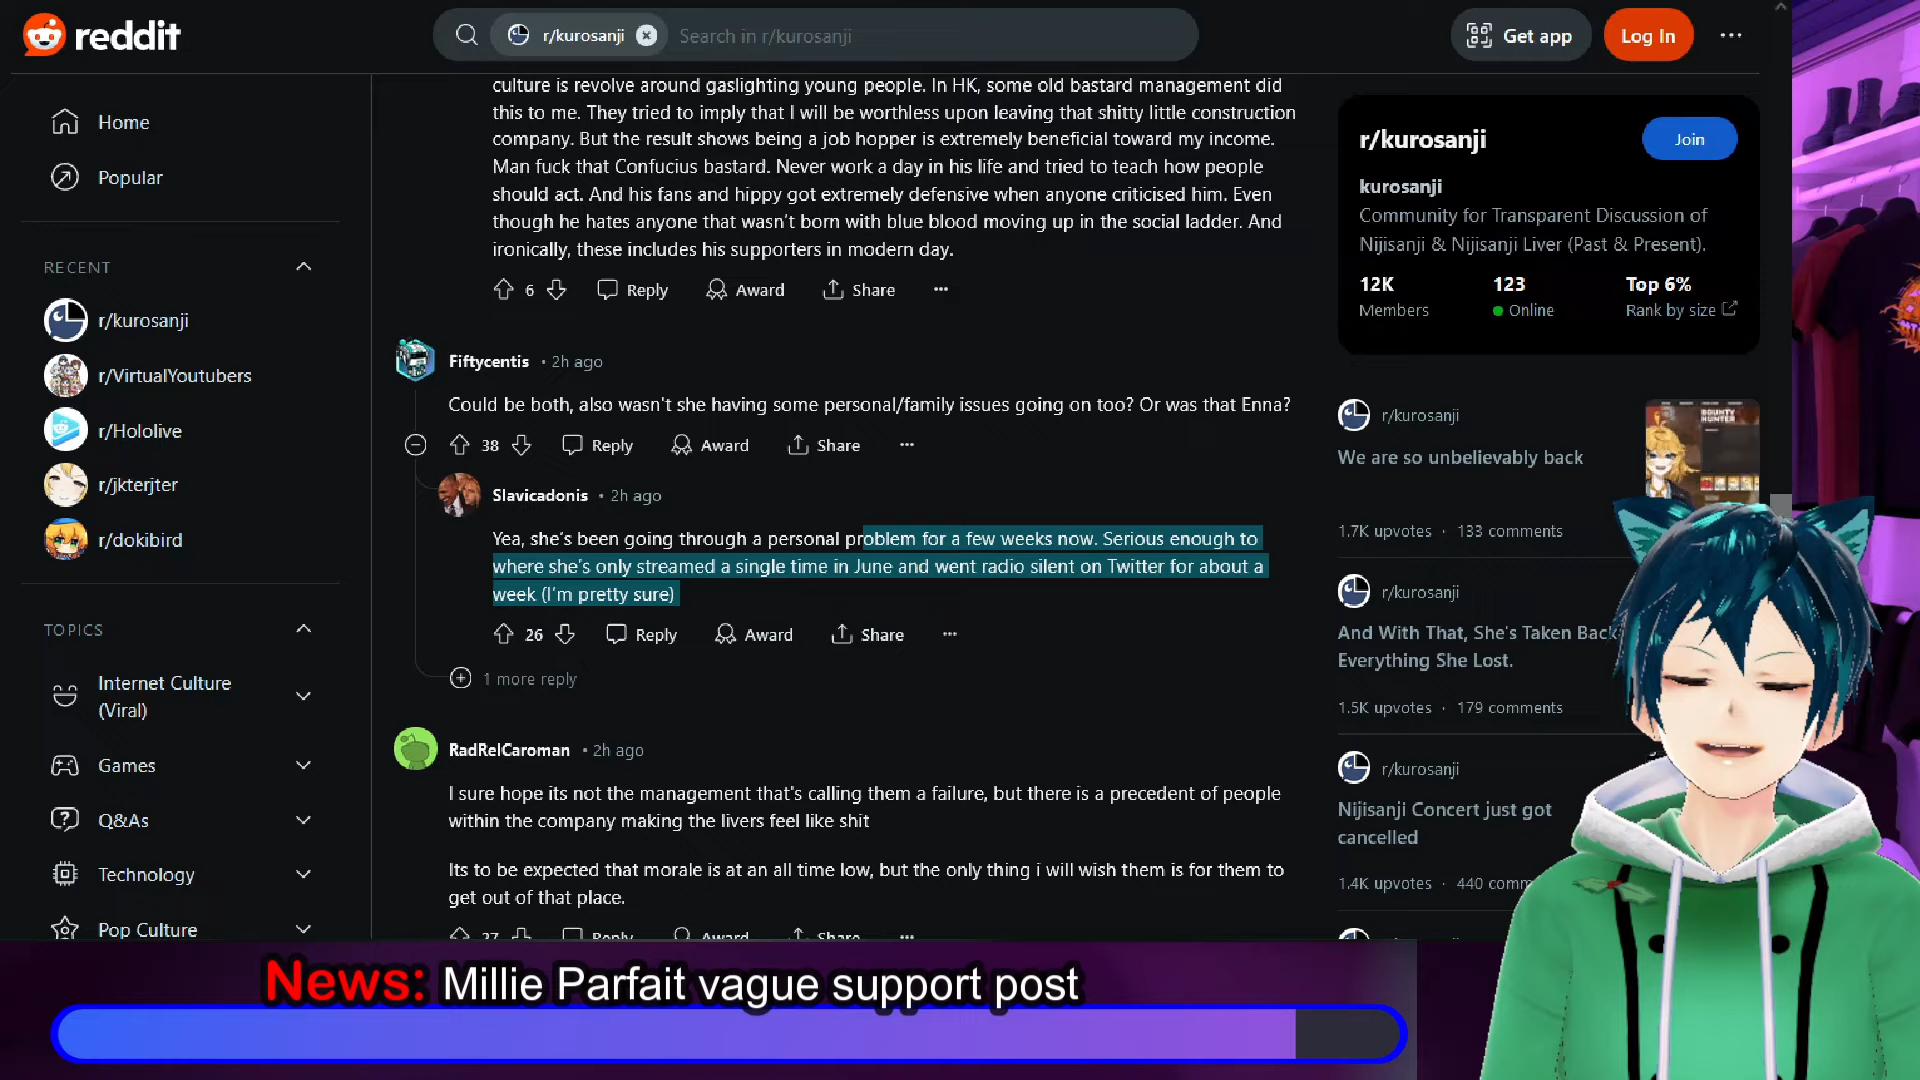 reddit
r/kurosanji
Search in r/kurosanji
Get app
Log In
Home
Popular
RECENT
r/kurosanji
r/VirtualYoutubers
r/Hololive
r/jkterjter
r/dokibird
TOPICS
Internet Culture
(Viral)
Games
Q&As
Technology
Pop Culture
culture is revolve around gaslighting young people. In HK, some old bastard management did
this to me. They tried to imply that I will be worthless upon leaving that shitty little construction
company. But the result shows being a job hopper is extremely beneficial toward my income.
Man fuck that Confucius bastard. Never work a day in his life and tried to teach how people
should act. And his fans and hippy got extremely defensive when anyone criticised him. Even
though he hates anyone that wasn't born with blue blood moving up in the social ladder. And
ironically, these includes his supporters in modern day.
6 Reply Award Share
Fiftycentis • 2h ago
Could be both, also wasn't she having some personal/family issues going on too? Or was that Enna?
38 Reply Award Share
Slavicadonis • 2h ago
Yea, she's been going through a personal problem for a few weeks now. Serious enough to
where she's only streamed a single time in June and went radio silent on Twitter for about a
week (I'm pretty sure)
26 Reply Award Share
1 more reply
RadRelCaroman • 2h ago
I sure hope its not the management that's calling them a failure, but there is a precedent of people
within the company making the livers feel like shit
Its to be expected that morale is at an all time low, but the only thing i will wish them is for them to
get out of that place.
27 Reply Award Share
r/kurosanji
Join
kurosanji
Community for Transparent Discussion of
Nijisanji & Nijisanji Liver (Past & Present).
12K 123 Top 6%
Members Online Rank by size
r/kurosanji
We are so unbelievably back
BOUNTY
HUNTER
1.7K upvotes · 133 comments
r/kurosanji
And With That, She's Taken Back
Everything She Lost.
1.5K upvotes · 179 comments
r/kurosanji
Nijisanji Concert just got
cancelled
1.4K upvotes · 440 comm
News: Millie Parfait vague support post